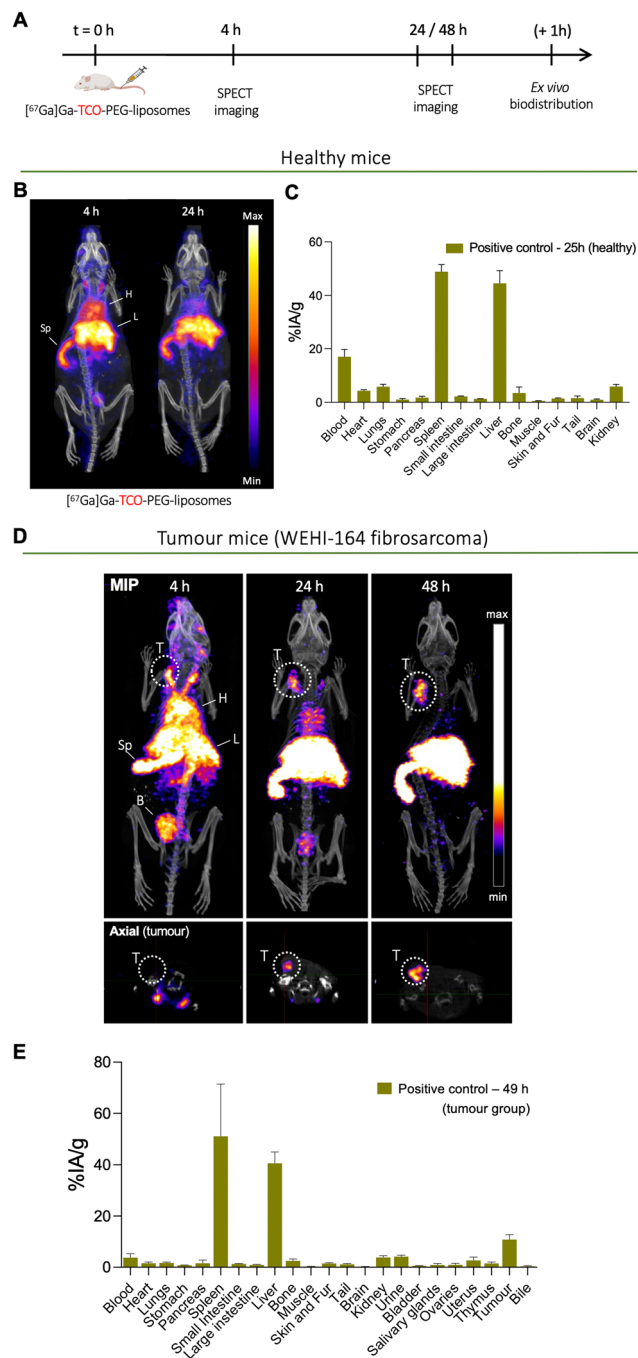 A
t = 0 h
4 h
24 / 48 h
(+ 1h)
[⁶⁷Ga]Ga-TCO-PEG-liposomes
SPECT
imaging
SPECT
imaging
Ex vivo
biodistribution
Healthy mice
B
4 h
24 h
Max
H
L
Sp
Min
[⁶⁷Ga]Ga-TCO-PEG-liposomes
C
Positive control - 25h (healthy)
%IA/g
60
40
20
0
Blood
Heart
Lungs
Stomach
Pancreas
Spleen
Small intestine
Large intestine
Liver
Bone
Muscle
Skin and Fur
Tail
Brain
Kidney
D
Tumour mice (WEHI-164 fibrosarcoma)
MIP
4 h
24 h
48 h
max
T
T
T
H
L
Sp
B
min
Axial (tumour)
T
T
T
E
Positive control – 49 h
(tumour group)
%IA/g
80
60
40
20
0
Blood
Heart
Lungs
Stomach
Pancreas
Spleen
Small Intestine
Large instestine
Liver
Bone
Muscle
Skin and Fur
Tail
Brain
Kidney
Urine
Bladder
Salivary glands
Ovaries
Uterus
Thymus
Tumour
Bile